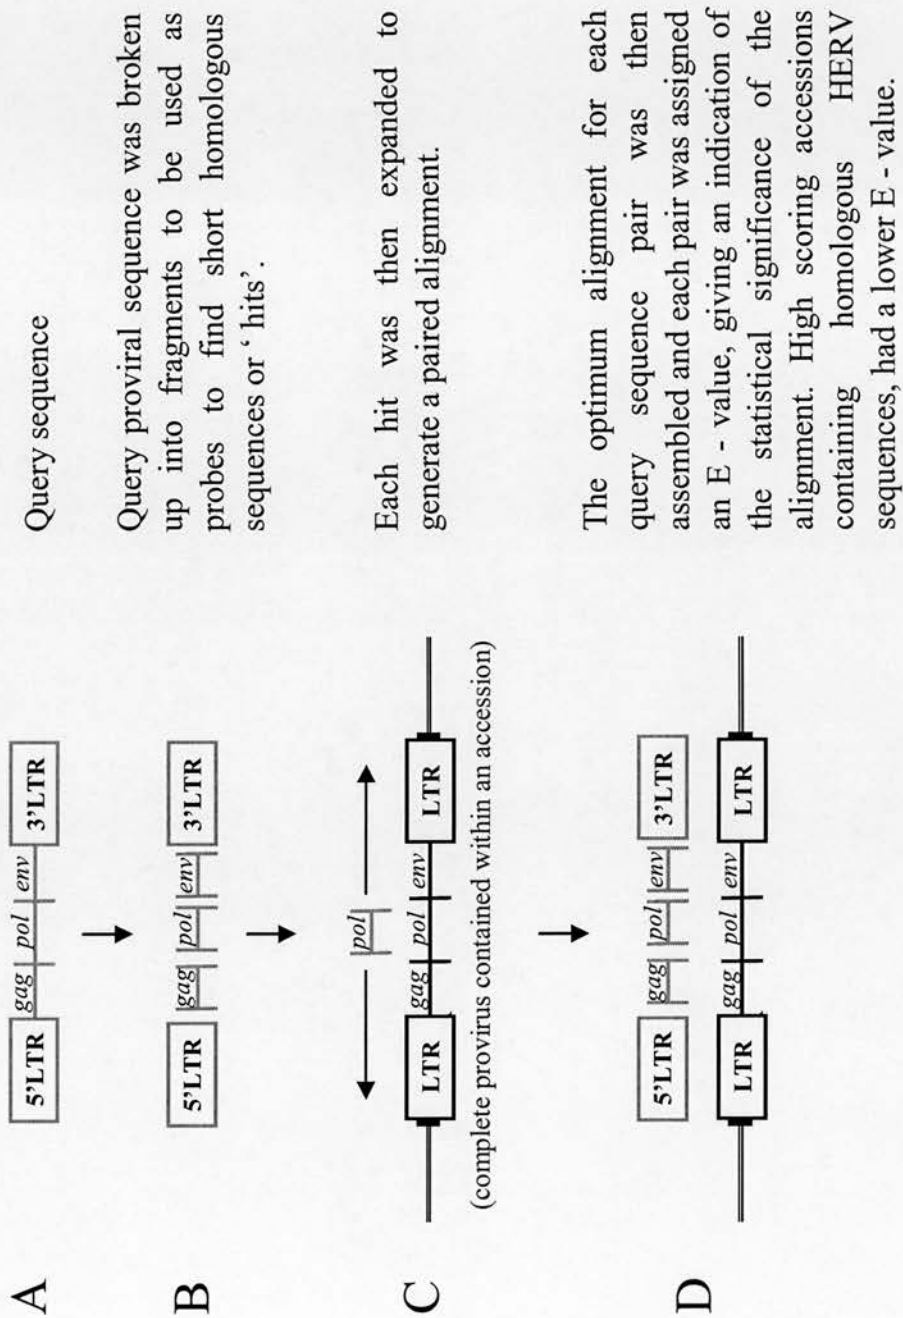 A
5'LTR gag pol env 3'LTR
Query sequence
B
5'LTR gag pol env 3'LTR
Query proviral sequence was broken
up into fragments to be used as
probes to find short homologous
sequences or ‘ hits’.
C
pol
LTR gag pol env LTR
(complete provirus contained within an accession)
Each hit was then expanded to
generate a paired alignment.
D
5'LTR gag pol env 3'LTR
LTR gag pol env LTR
The optimum alignment for each
query sequence pair was then
assembled and each pair was assigned
an E - value, giving an indication of
the statistical significance of the
alignment. High scoring accessions
containing homologous HERV
sequences, had a lower E - value.